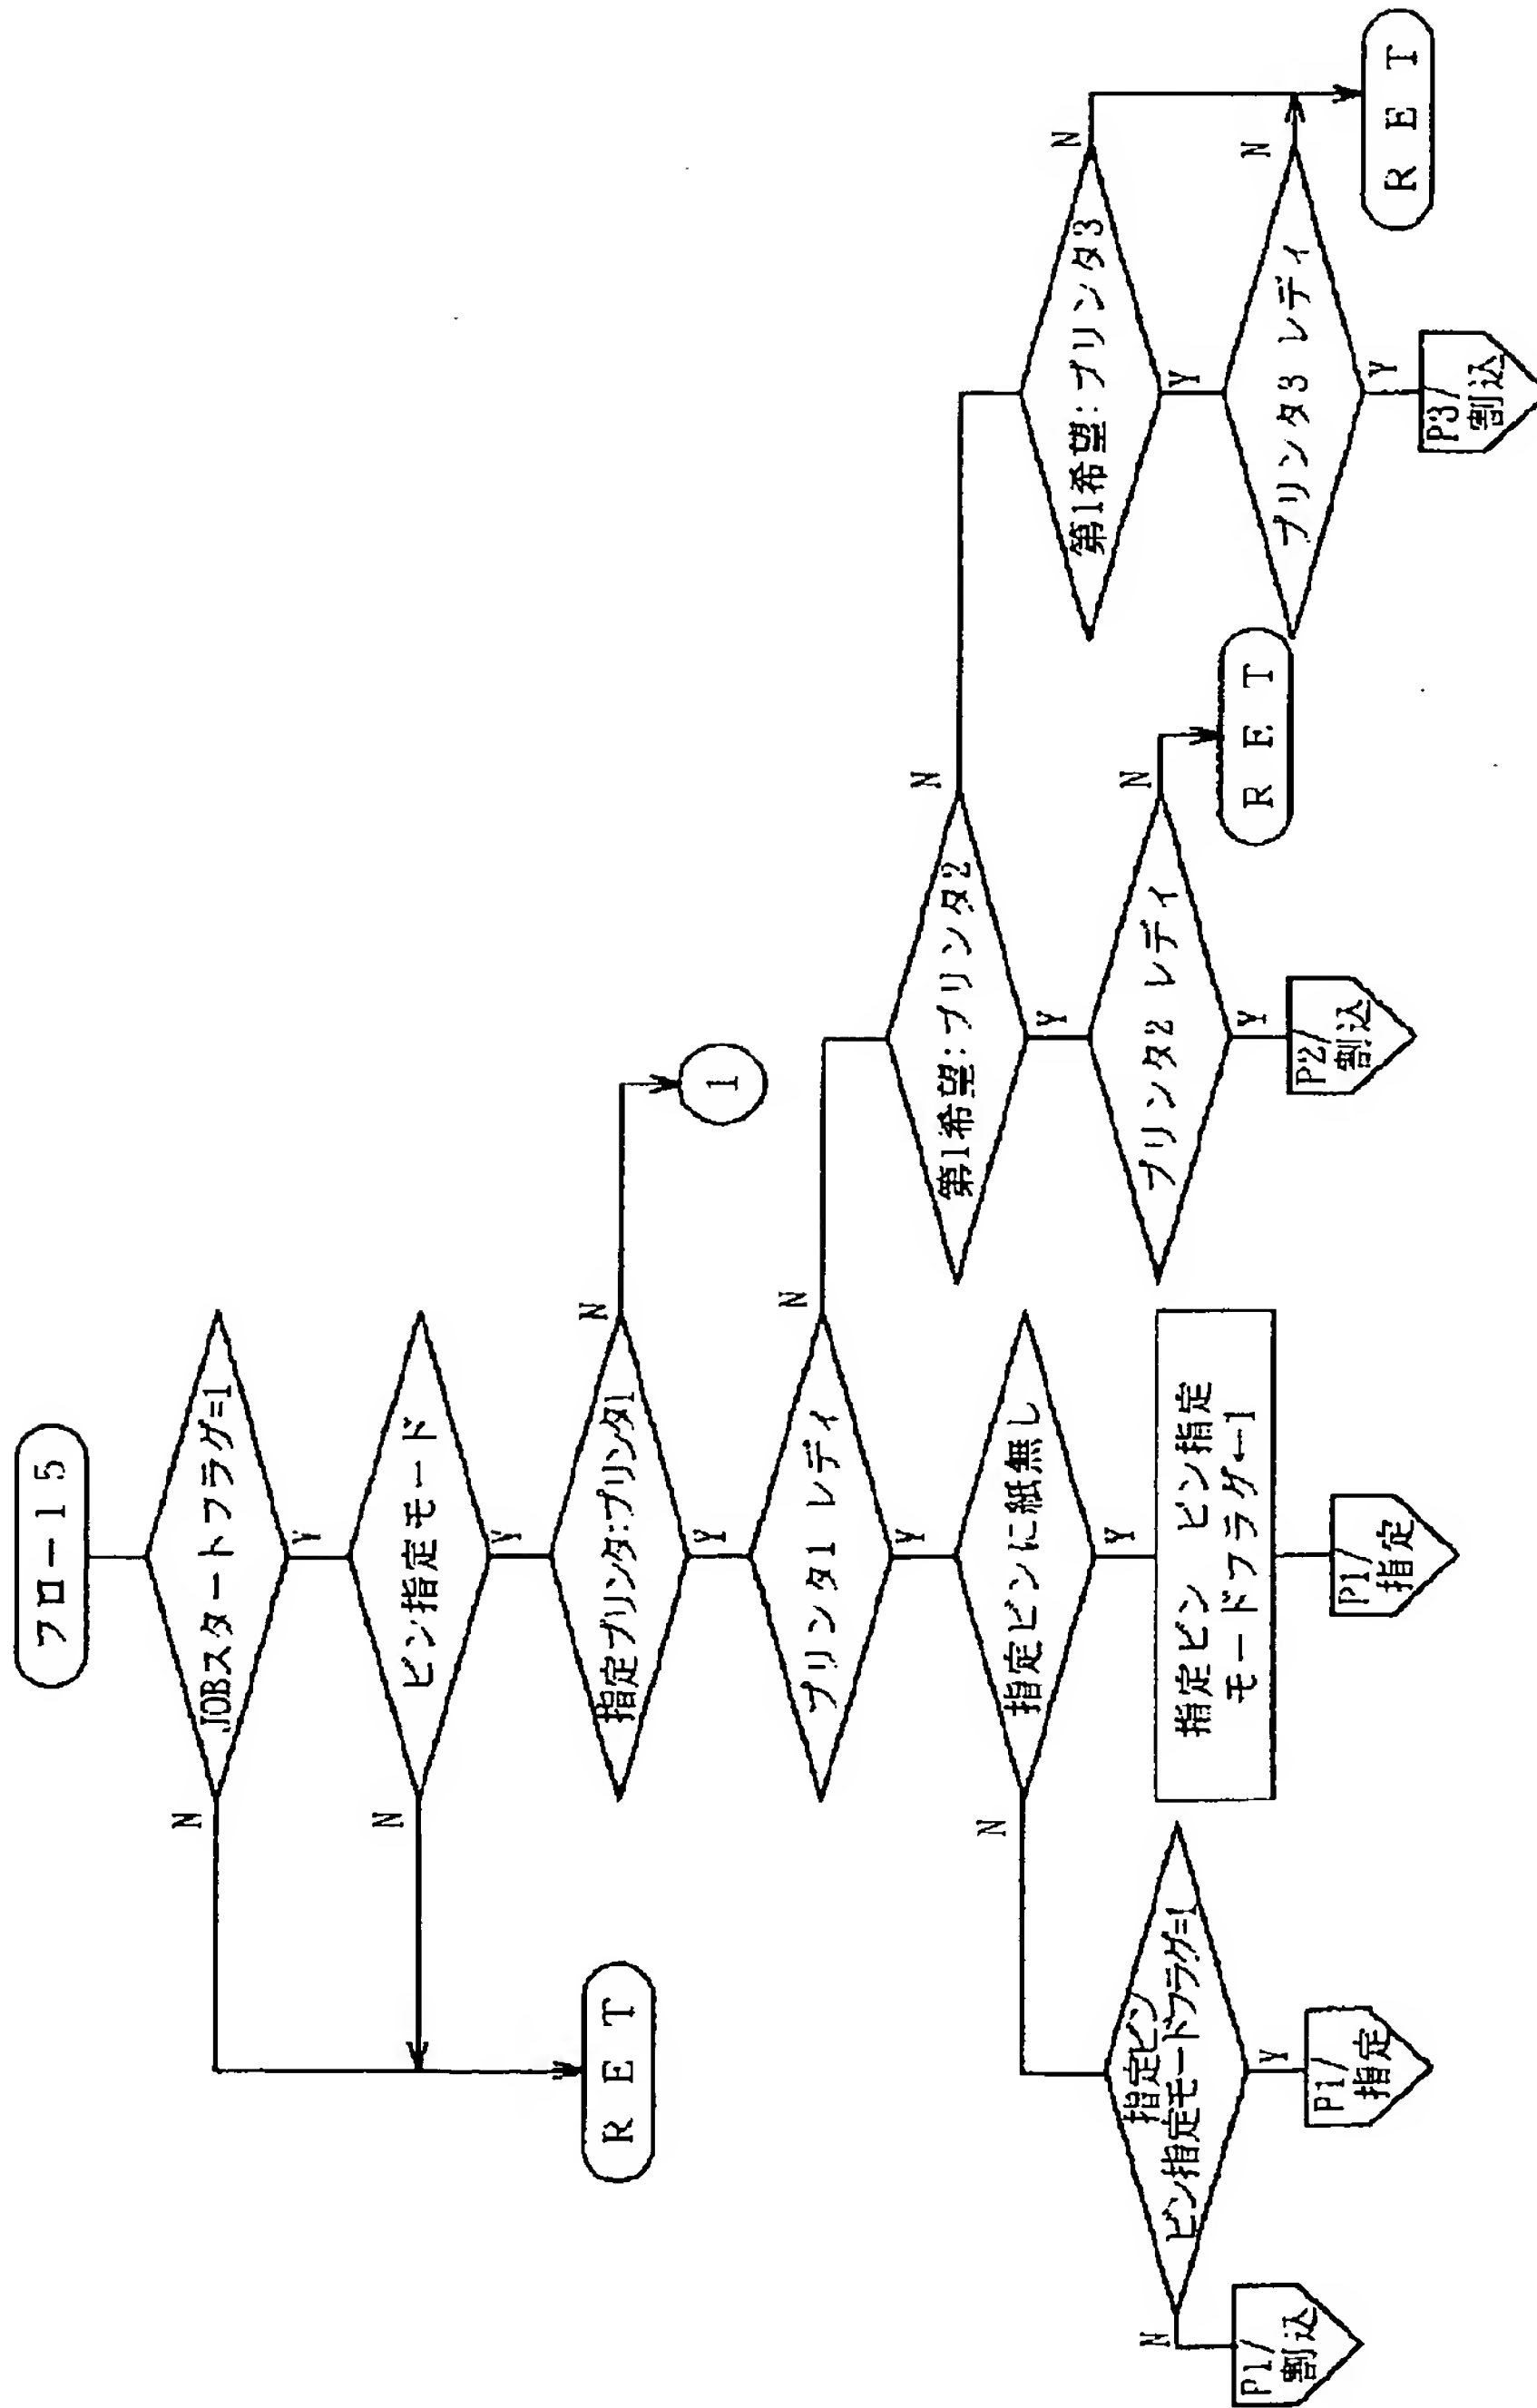 フロー15
JOBスタートフラグ=1
N
Y
ビン指定モード
N
Y
RET
指定プリンタ:プリンタ1
N
Y
1
プリンタ1 レディ
N
Y
第1希望:プリンタ2
N
Y
指定ビンに紙無し
N
Y
第1希望:プリンタ3
N
Y
プリンタ2 レディ
N
Y
RET
指定ビン
ビン指定モードフラグ=1
N
Y
指定ビン ビン指定
モードフラグ←1
プリンタ3 レディ
N
Y
RET
P1/
割込
P1/
指定
P1/
指定
P2/
割込
P3/
割込